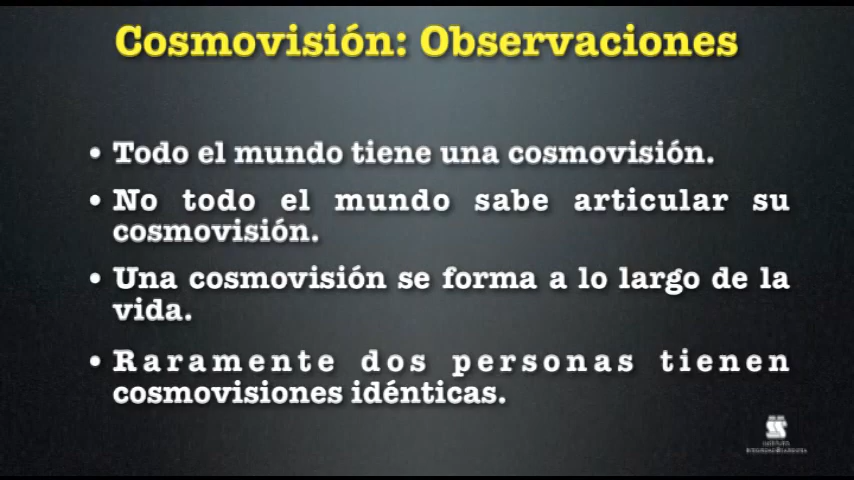 Cosmovisión: Observaciones
• Todo el mundo tiene una cosmovisión.
• No todo el mundo sabe articular su
cosmovisión.
• Una cosmovisión se forma a lo largo de la
vida.
• Raramente dos personas tienen
cosmovisiones idénticas.